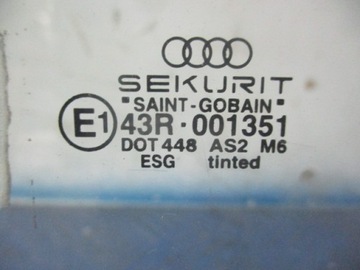 SEKURIT
"SAINT-GOBAIN"
E1 43R·001351
DOT 448 AS2 M6
ESG tinted